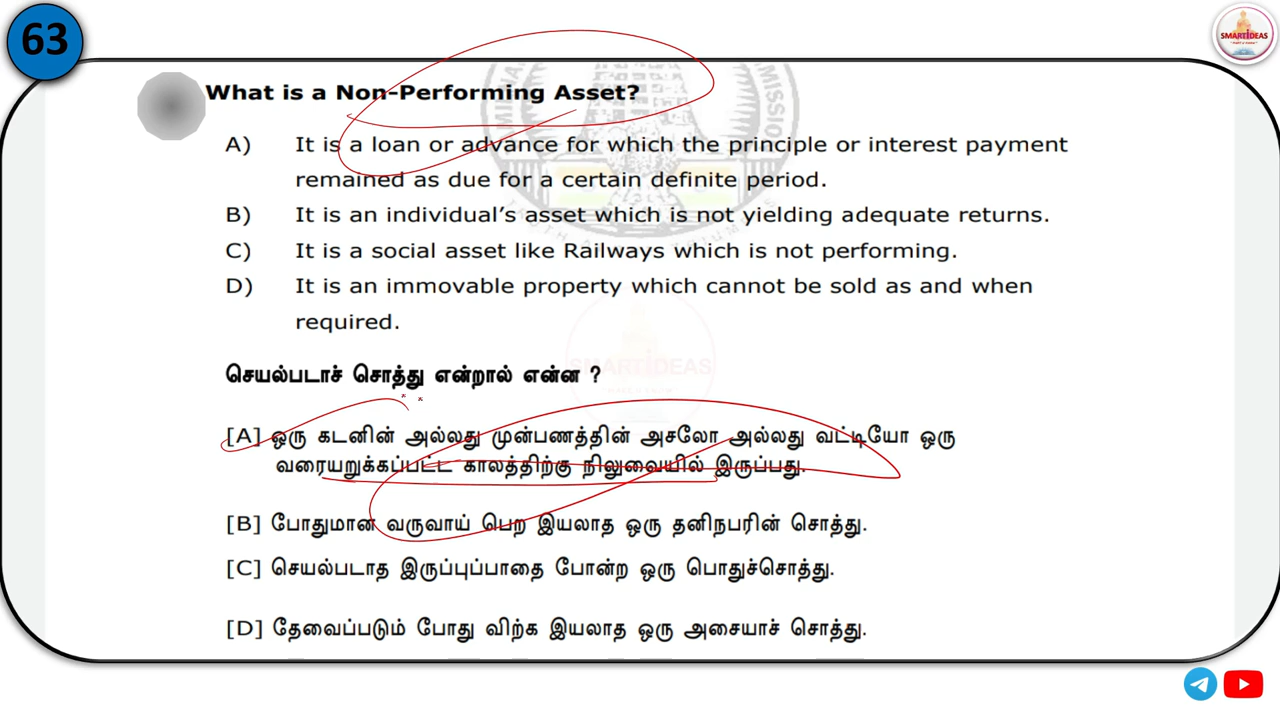 63
SMARTIDEAS
What is a Non-Performing Asset?
A) It is a loan or advance for which the principle or interest payment
remained as due for a certain definite period.
B) It is an individual's asset which is not yielding adequate returns.
C) It is a social asset like Railways which is not performing.
D) It is an immovable property which cannot be sold as and when
required.
SMARTIDEAS
செயல்படாச் சொத்து என்றால் என்ன ?
[A] ஒரு கடனின் அல்லது முன்பணத்தின் அசலோ அல்லது வட்டியோ ஒரு
வரையறுக்கப்பட்ட காலத்திற்கு நிலுவையில் இருப்பது.
[B] போதுமான வருவாய் பெற இயலாத ஒரு தனிநபரின் சொத்து.
[C] செயல்படாத இருப்புப்பாதை போன்ற ஒரு பொதுச்சொத்து.
[D] தேவைப்படும் போது விற்க இயலாத ஒரு அசையாச் சொத்து.